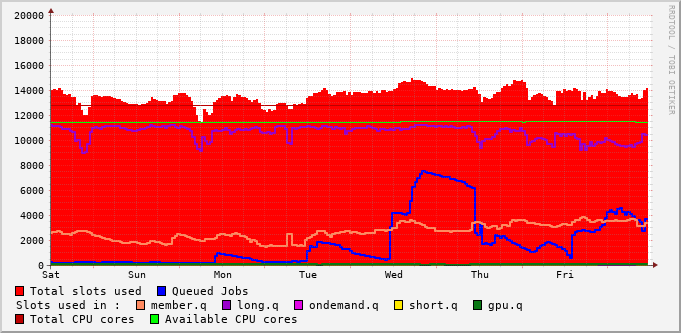 20000
18000
16000
14000
12000
10000
8000
6000
4000
2000
0
Sat Sun Mon Tue Wed Thu Fri
RRDTOOL / TOBI OETIKER
Total slots used Queued Jobs
Slots used in : member.q long.q ondemand.q short.q gpu.q
Total CPU cores Available CPU cores